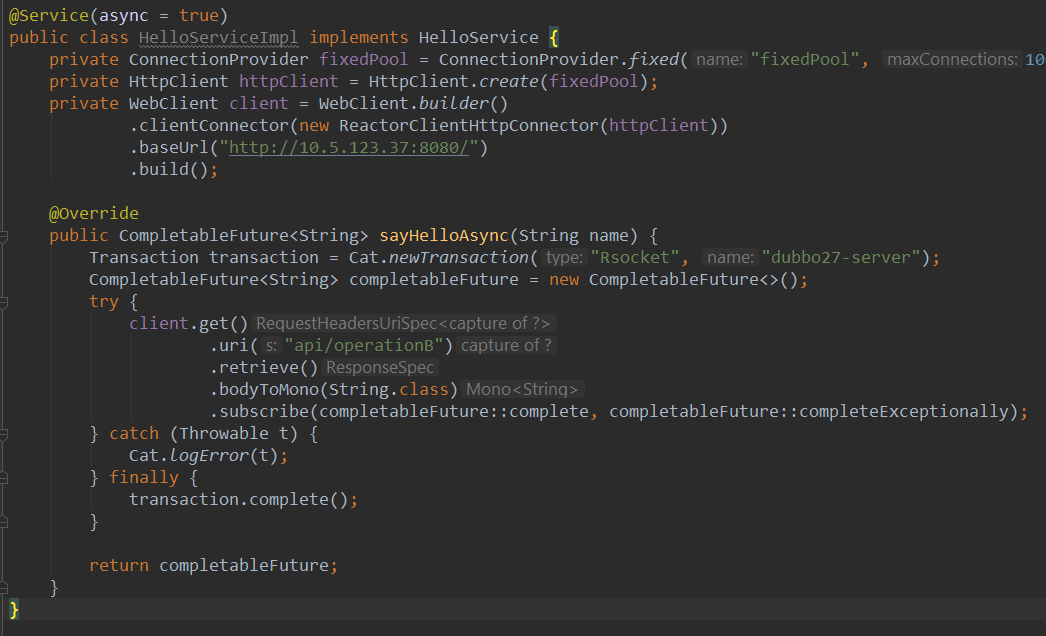 @Service(async = true)
public class HelloServiceImpl implements HelloService {
    private ConnectionProvider fixedPool = ConnectionProvider.fixed( name: "fixedPool", maxConnections: 10
    private HttpClient httpClient = HttpClient.create(fixedPool);
    private WebClient client = WebClient.builder()
            .clientConnector(new ReactorClientHttpConnector(httpClient))
            .baseUrl("http://10.5.123.37:8080/")
            .build();
    @Override
    public CompletableFuture<String> sayHelloAsync(String name) {
        Transaction transaction = Cat.newTransaction( type: "Rsocket", name: "dubbo27-server");
        CompletableFuture<String> completableFuture = new CompletableFuture<>();
        try {
            client.get() RequestHeadersUriSpec<capture of ?>
                    .uri( s: "api/operationB") capture of ?
                    .retrieve() ResponseSpec
                    .bodyToMono(String.class) Mono<String>
                    .subscribe(completableFuture::complete, completableFuture::completeExceptionally);
        } catch (Throwable t) {
            Cat.logError(t);
        } finally {
            transaction.complete();
        }
        return completableFuture;
    }
}